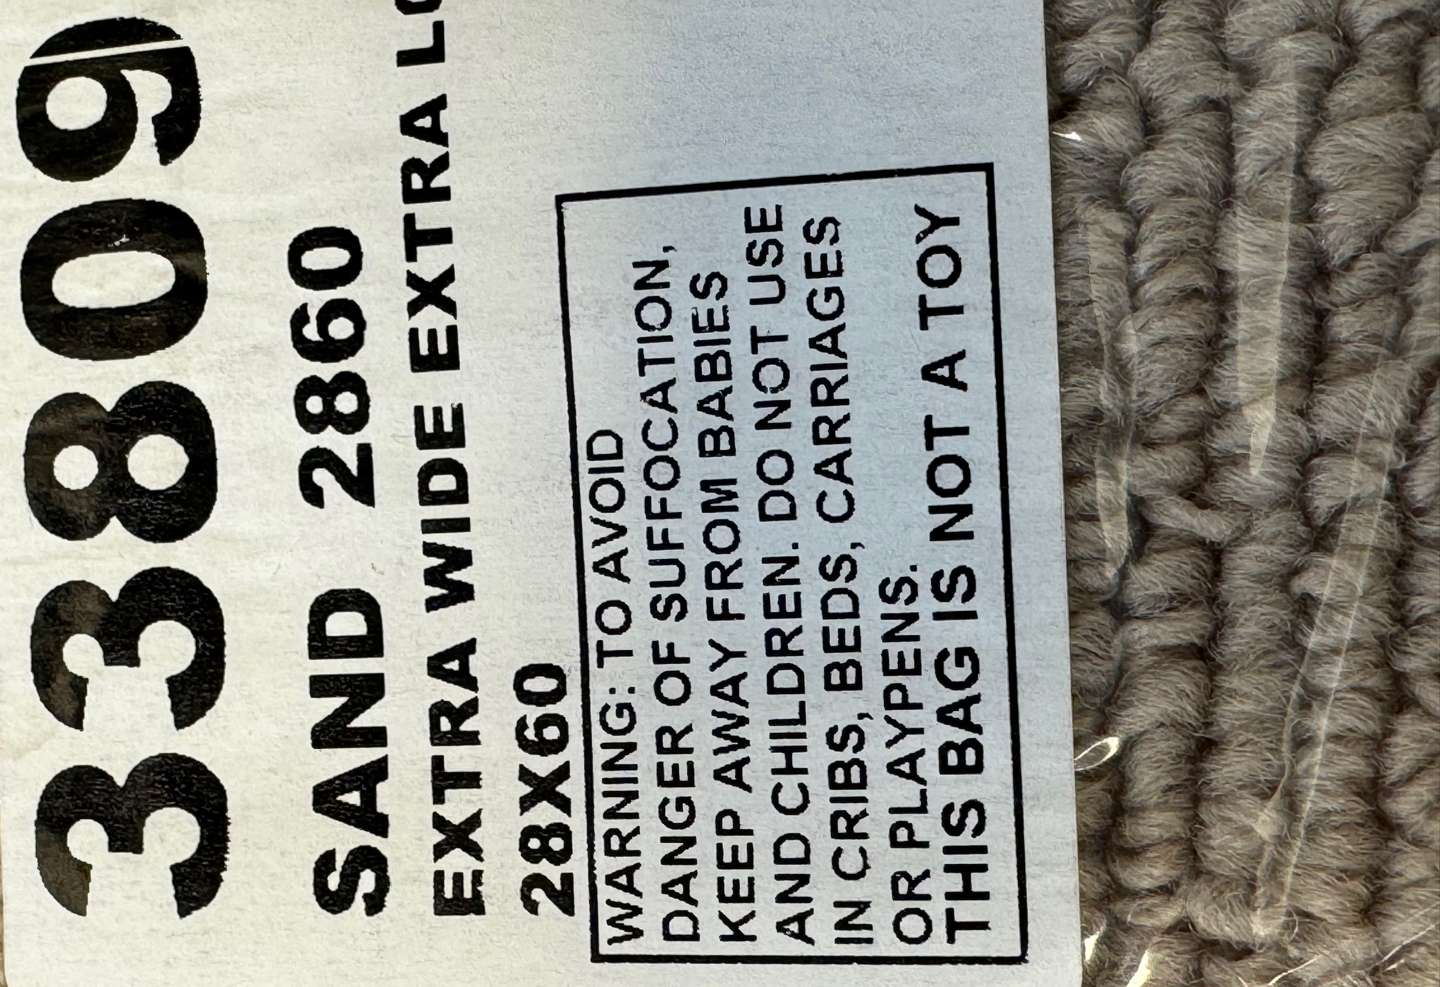 33809
SAND 2860
EXTRA WIDE EXTRA
28X60
WARNING: TO AVOID
DANGER OF SUFFOCATION,
KEEP AWAY FROM BABIES
AND CHILDREN. DO NOT USE
IN CRIBS, BEDS, CARRIAGES
OR PLAYPENS.
THIS BAG IS NOT A TOY